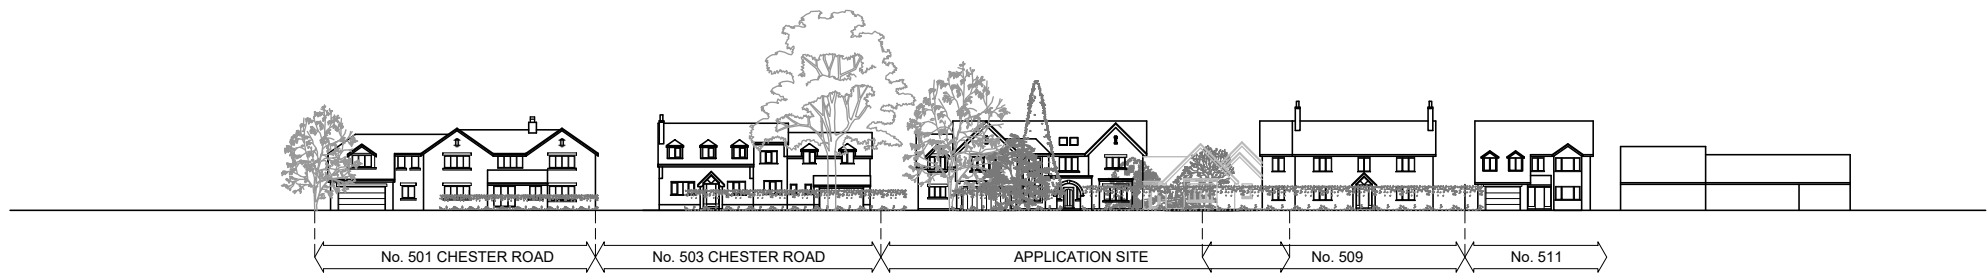 No. 501 CHESTER ROAD
No. 503 CHESTER ROAD
APPLICATION SITE
No. 509
No. 511